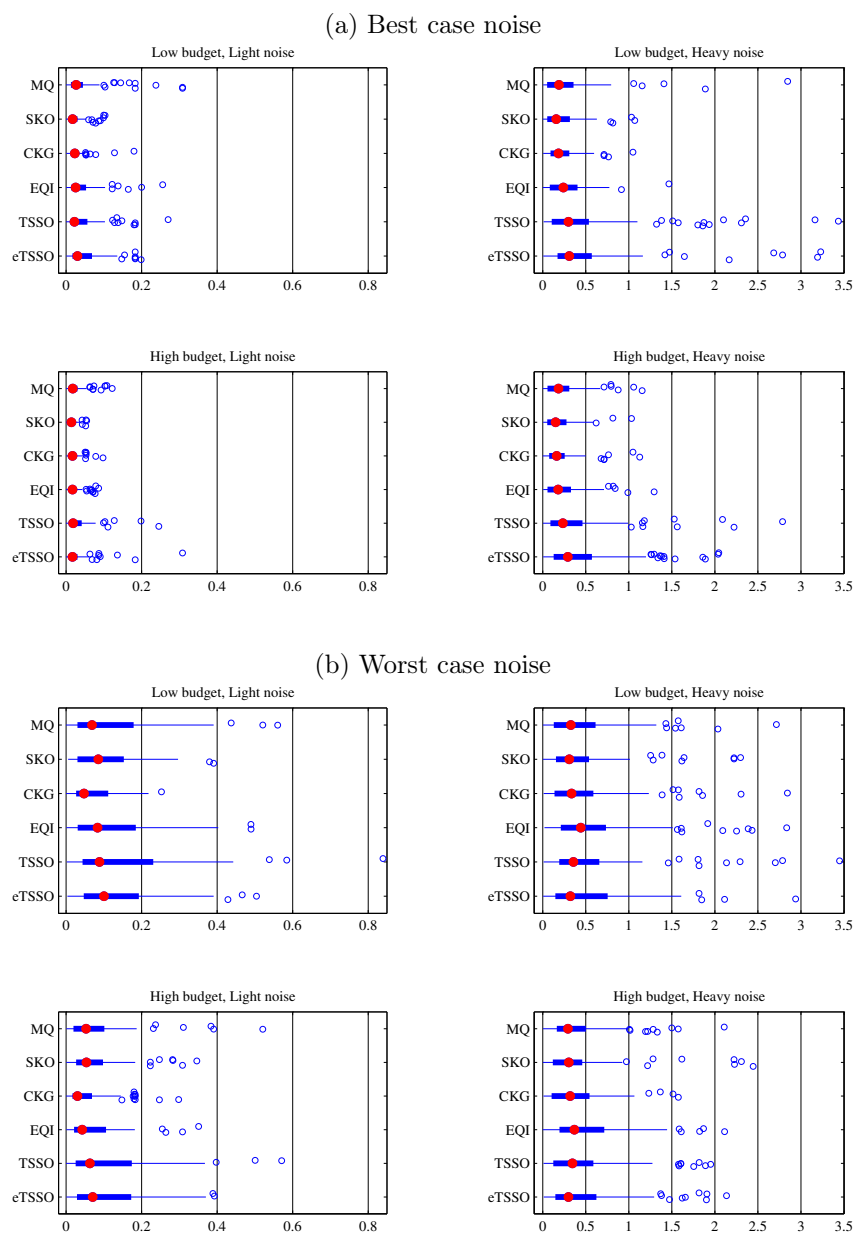 (a) Best case noise
Low budget, Light noise
MQ
SKO
CKG
EQI
TSSO
eTSSO
0 0.2 0.4 0.6 0.8
Low budget, Heavy noise
MQ
SKO
CKG
EQI
TSSO
eTSSO
0 0.5 1 1.5 2 2.5 3 3.5
High budget, Light noise
MQ
SKO
CKG
EQI
TSSO
eTSSO
0 0.2 0.4 0.6 0.8
High budget, Heavy noise
MQ
SKO
CKG
EQI
TSSO
eTSSO
0 0.5 1 1.5 2 2.5 3 3.5
(b) Worst case noise
Low budget, Light noise
MQ
SKO
CKG
EQI
TSSO
eTSSO
0 0.2 0.4 0.6 0.8
Low budget, Heavy noise
MQ
SKO
CKG
EQI
TSSO
eTSSO
0 0.5 1 1.5 2 2.5 3 3.5
High budget, Light noise
MQ
SKO
CKG
EQI
TSSO
eTSSO
0 0.2 0.4 0.6 0.8
High budget, Heavy noise
MQ
SKO
CKG
EQI
TSSO
eTSSO
0 0.5 1 1.5 2 2.5 3 3.5